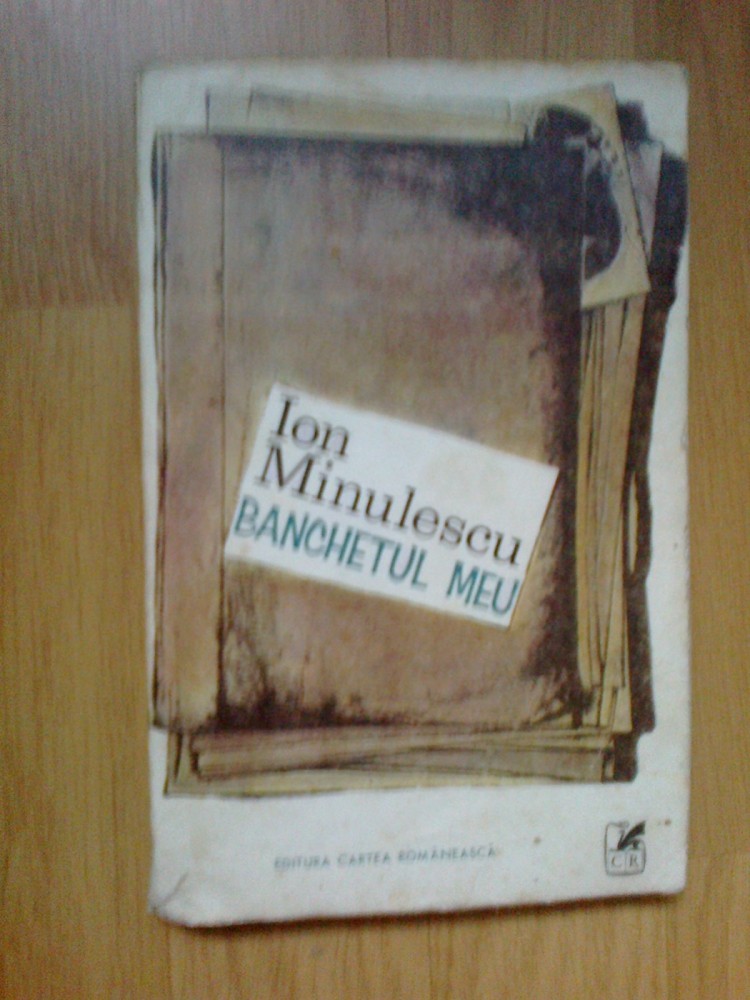 Ion
Minulescu
BANCHETUL MEU
EDITURA CARTEA ROMÂNEASCĂ
CR